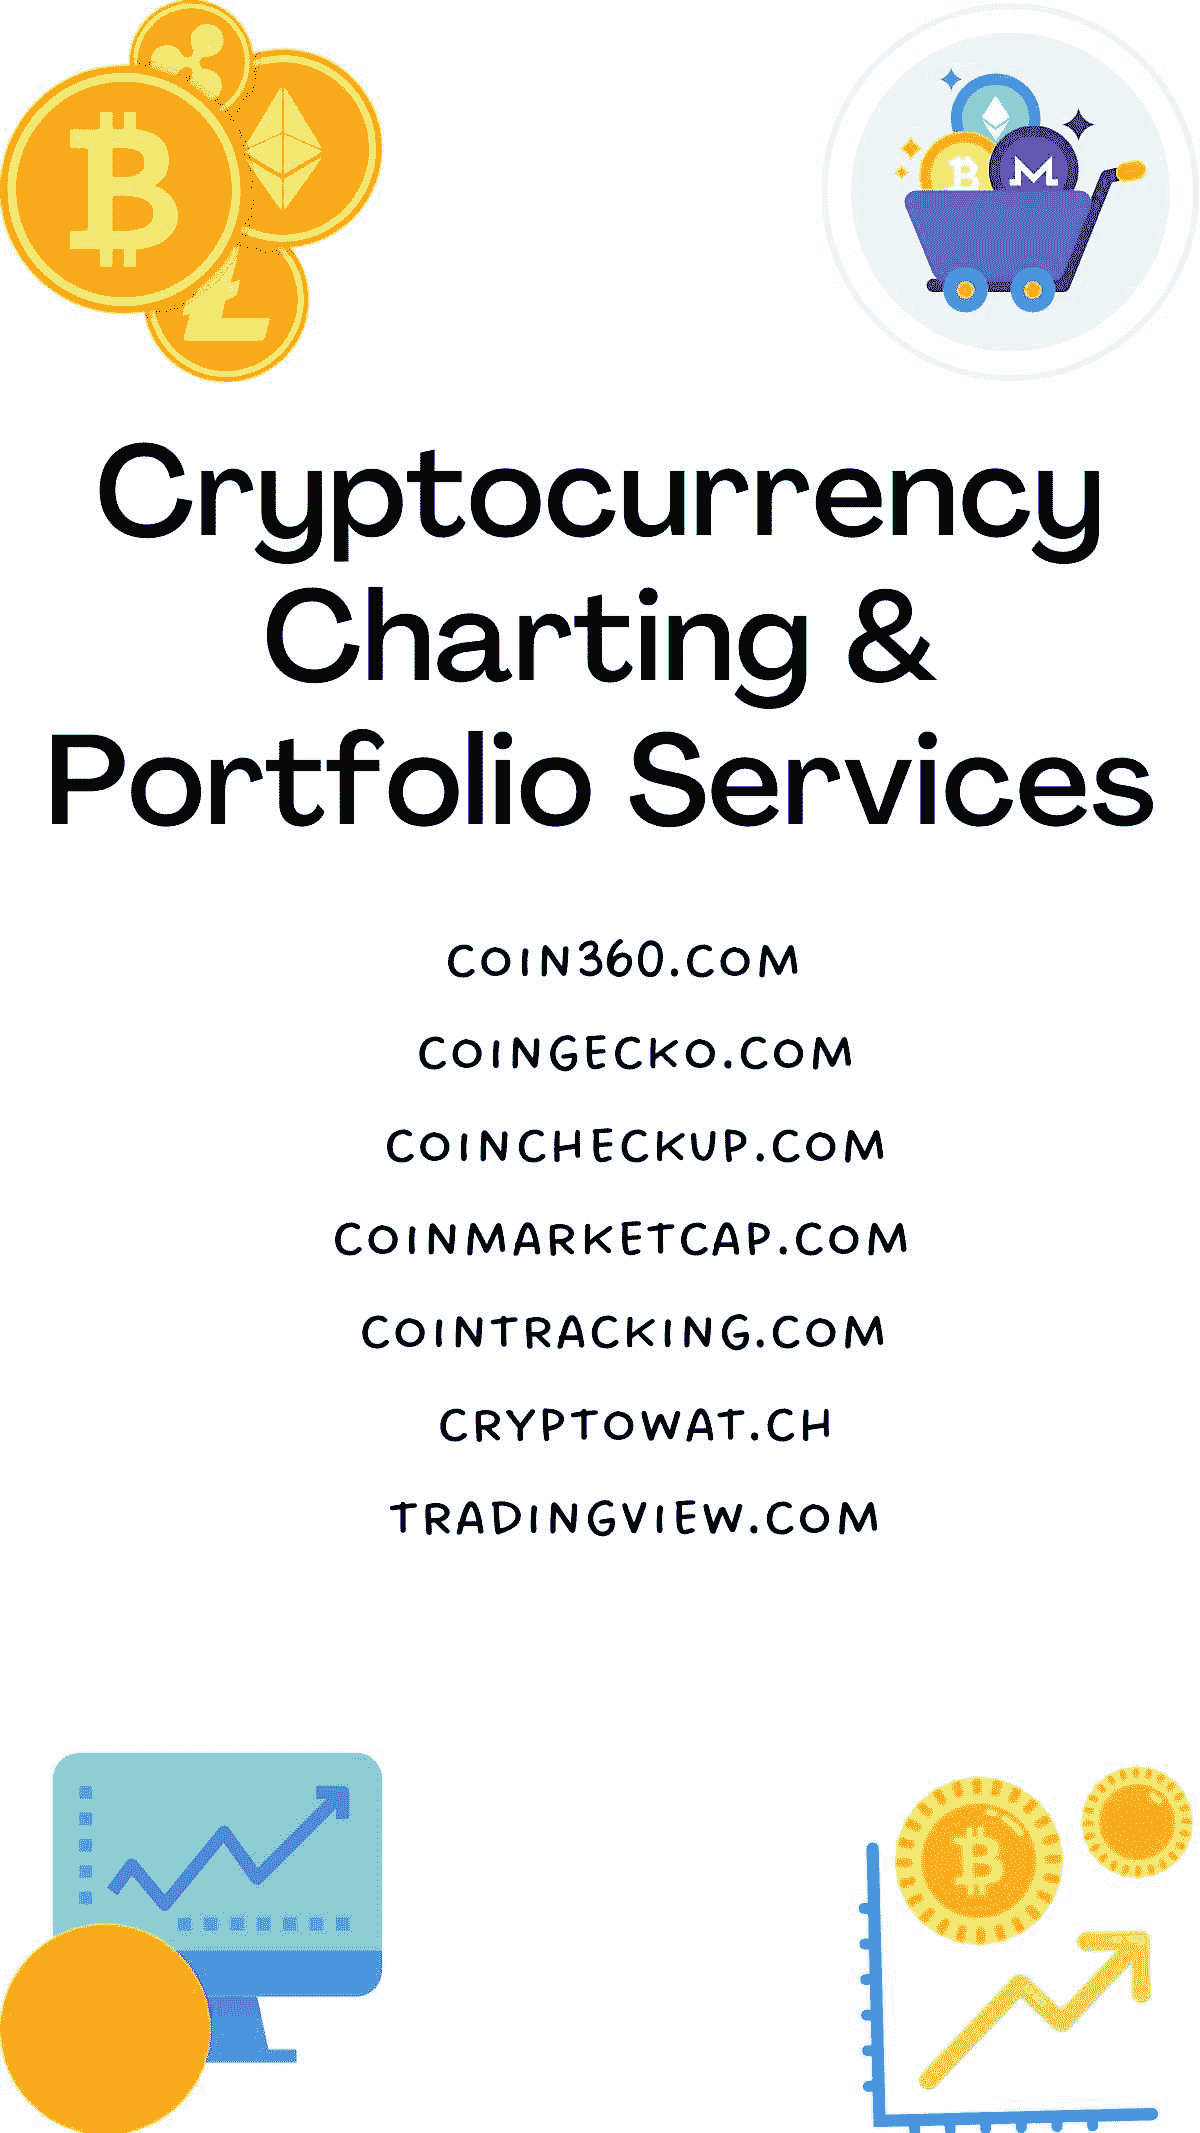 Cryptocurrency
Charting &
Portfolio Services
COIN360.COM
COINGECKO.COM
COINCHECKUP.COM
COINMARKETCAP.COM
COINTRACKING.COM
CRYPTOWAT.CH
TRADINGVIEW.COM